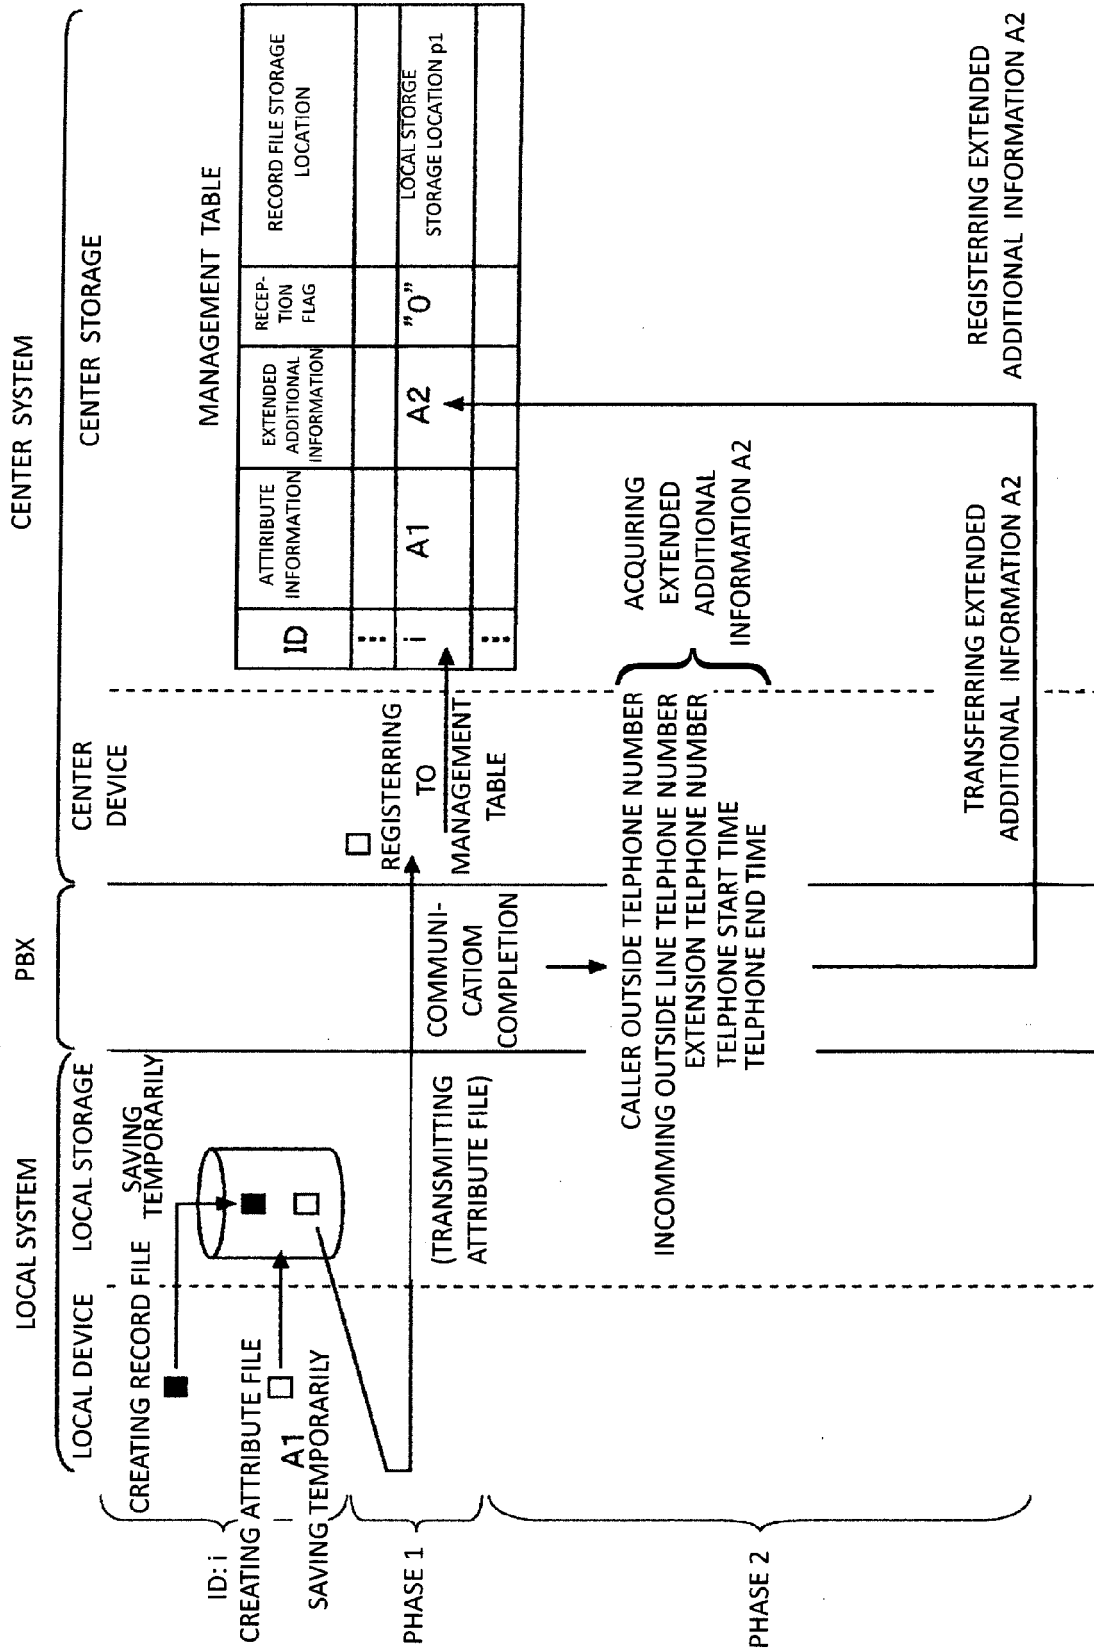 LOCAL SYSTEM
PBX
CENTER SYSTEM
LOCAL DEVICE
LOCAL STORAGE
CENTER
DEVICE
CENTER STORAGE
ID: i
CREATING RECORD FILE
SAVING
TEMPORARILY
CREATING ATTRIBUTE FILE
A1
SAVING TEMPORARILY
MANAGEMENT TABLE
ID
ATTIRIBUTE
INFORMATION
EXTENDED
ADDITIONAL
INFORMATION
RECEP-
TION
FLAG
RECORD FILE STORAGE
LOCATION
⋮
i
A1
A2
"0"
LOCAL STORGE
STORAGE LOCATION p1
⋮
PHASE 1
(TRANSMITTING
ATTRIBUTE FILE)
COMMUNI-
CATIOM
COMPLETION
REGISTERRING
TO
MANAGEMENT
TABLE
PHASE 2
CALLER OUTSIDE TELPHONE NUMBER
INCOMMING OUTSIDE LINE TELPHONE NUMBER
EXTENSION TELPHONE NUMBER
TELPHONE START TIME
TELPHONE END TIME
ACQUIRING
EXTENDED
ADDITIONAL
INFORMATION A2
TRANSFERRING EXTENDED
ADDITIONAL INFORMATION A2
REGISTERRING EXTENDED
ADDITIONAL INFORMATION A2